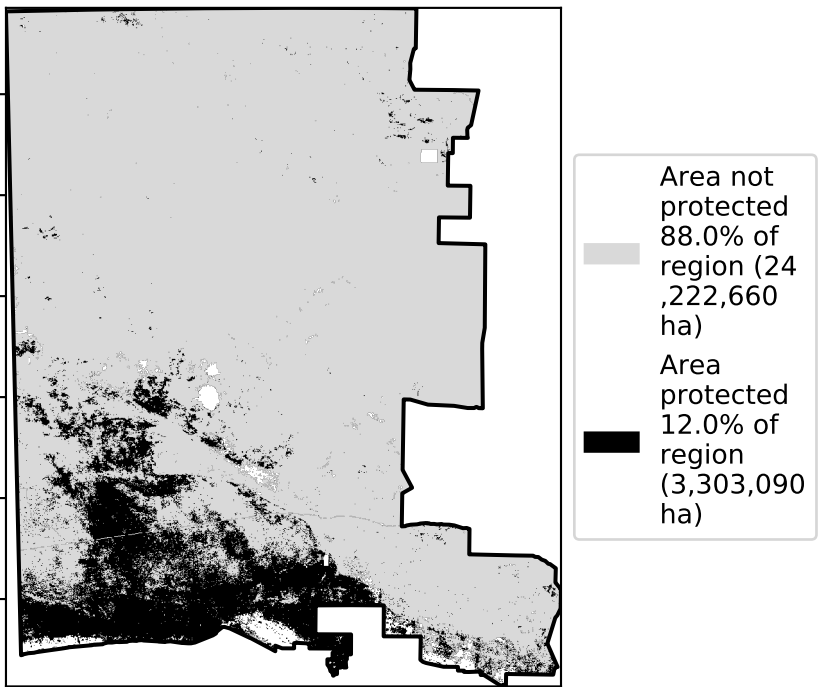 Area not
protected
88.0% of
region (24
,222,660
ha)
Area
protected
12.0% of
region
(3,303,090
ha)